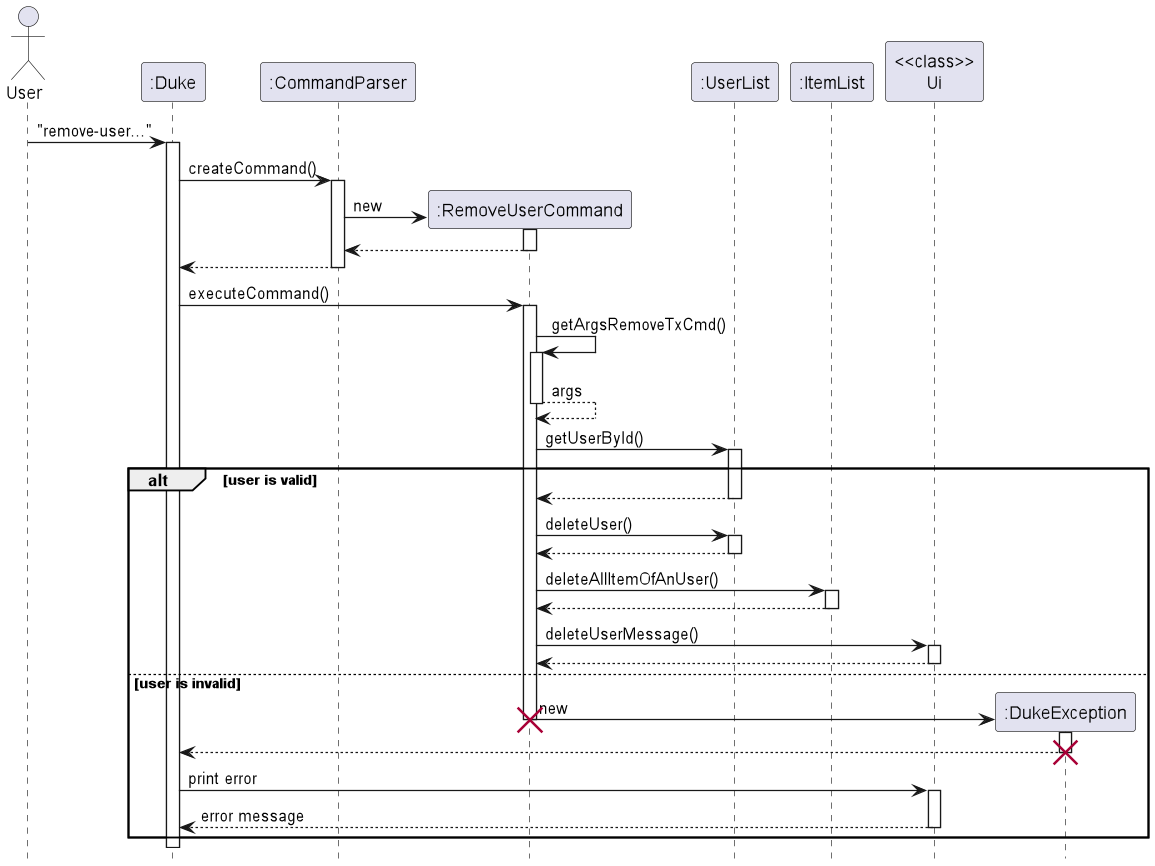 User
:Duke
:CommandParser
:UserList
:ItemList
<<class>>
Ui
"remove-user..."
createCommand()
new
:RemoveUserCommand
executeCommand()
getArgsRemoveTxCmd()
args
getUserById()
alt
[user is valid]
deleteUser()
deleteAllItemOfAnUser()
deleteUserMessage()
[user is invalid]
new
:DukeException
print error
error message